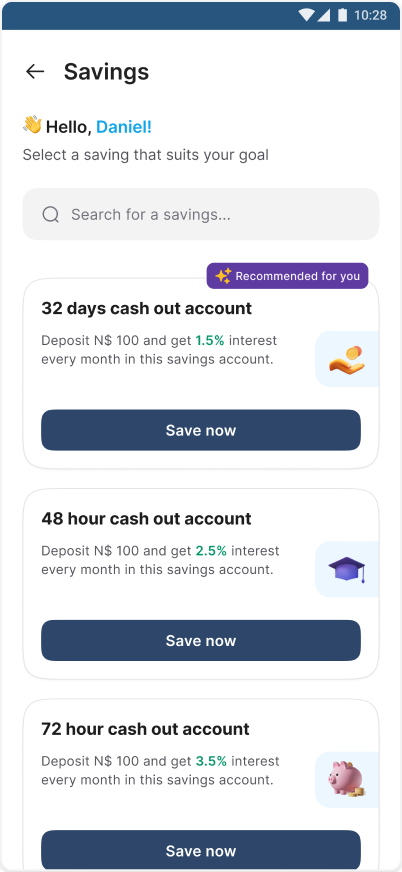 10:28
Savings
👋 Hello, Daniel!
Select a saving that suits your goal
Search for a savings...
Recommended for you
32 days cash out account
Deposit N$ 100 and get 1.5% interest
every month in this savings account.
Save now
48 hour cash out account
Deposit N$ 100 and get 2.5% interest
every month in this savings account.
Save now
72 hour cash out account
Deposit N$ 100 and get 3.5% interest
every month in this savings account.
Save now